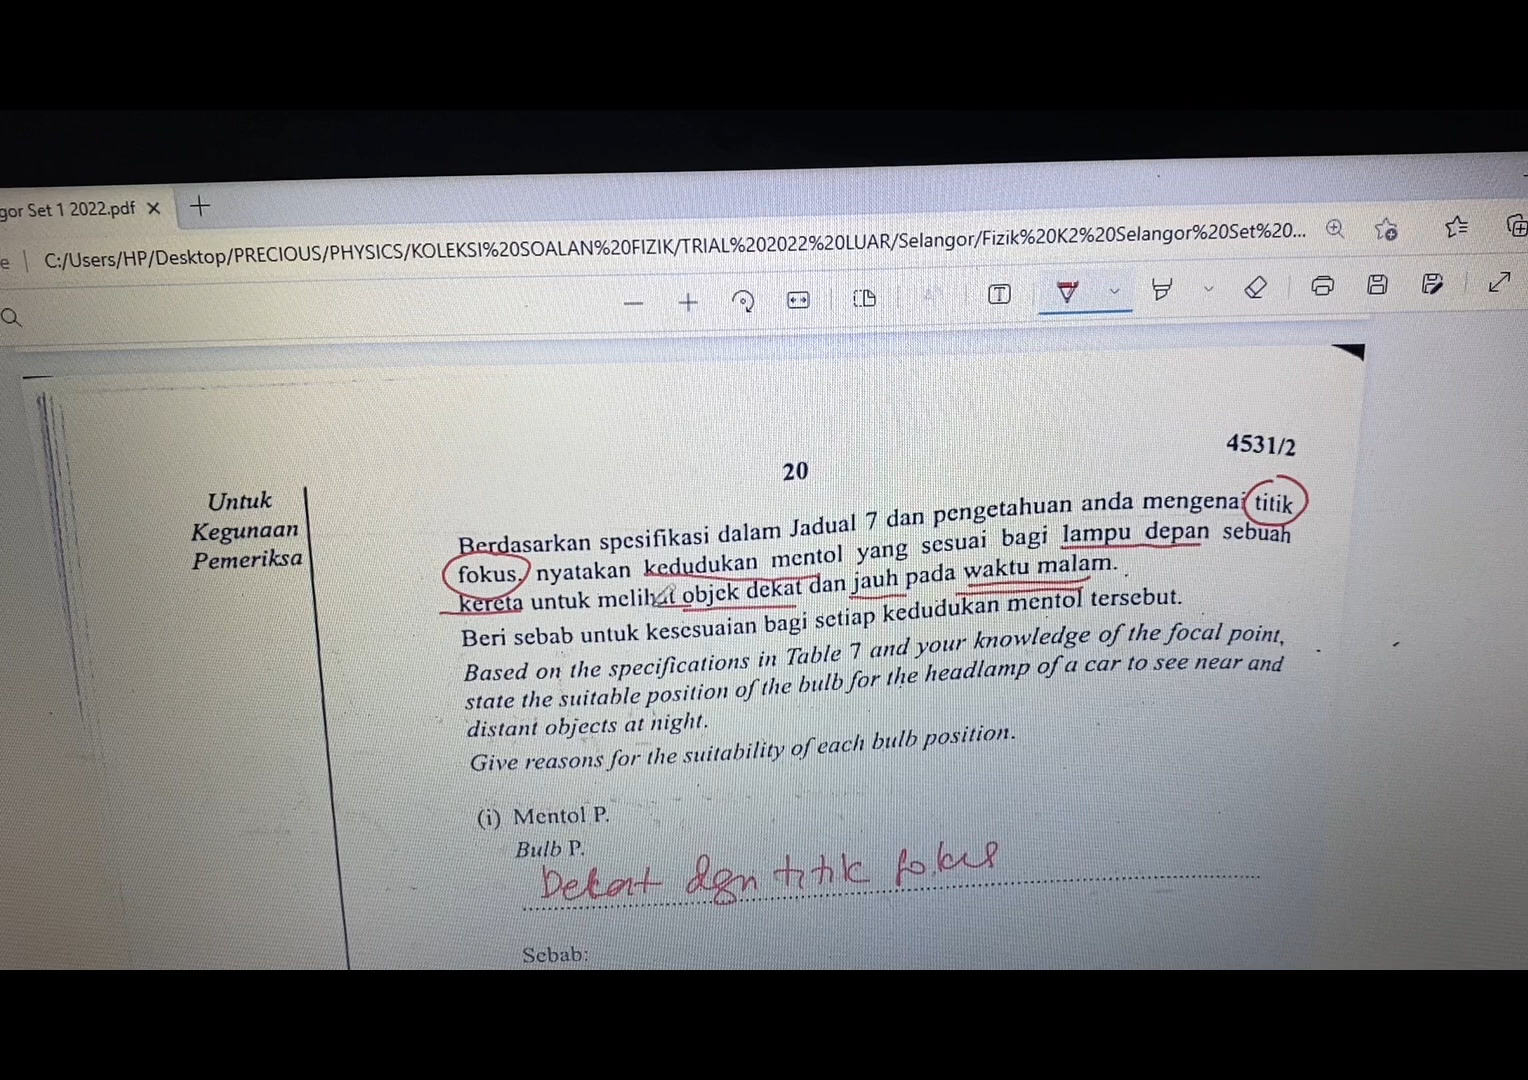 gor Set 1 2022.pdf
C:/Users/HP/Desktop/PRECIOUS/PHYSICS/KOLEKSI%20SOALAN%20FIZIK/TRIAL%202022%20LUAR/Selangor/Fizik%20K2%20Selangor%20Set%20...
4531/2
20
Untuk
Kegunaan
Pemeriksa
Berdasarkan spesifikasi dalam Jadual 7 dan pengetahuan anda mengenai titik
fokus, nyatakan kedudukan mentol yang sesuai bagi lampu depan sebuah
kereta untuk melihat objek dekat dan jauh pada waktu malam.
Beri sebab untuk kesesuaian bagi setiap kedudukan mentol tersebut.
Based on the specifications in Table 7 and your knowledge of the focal point,
state the suitable position of the bulb for the headlamp of a car to see near and
distant objects at night.
Give reasons for the suitability of each bulb position.
(i) Mentol P.
Bulb P.
Dekat dgn titik fokus
Sebab: